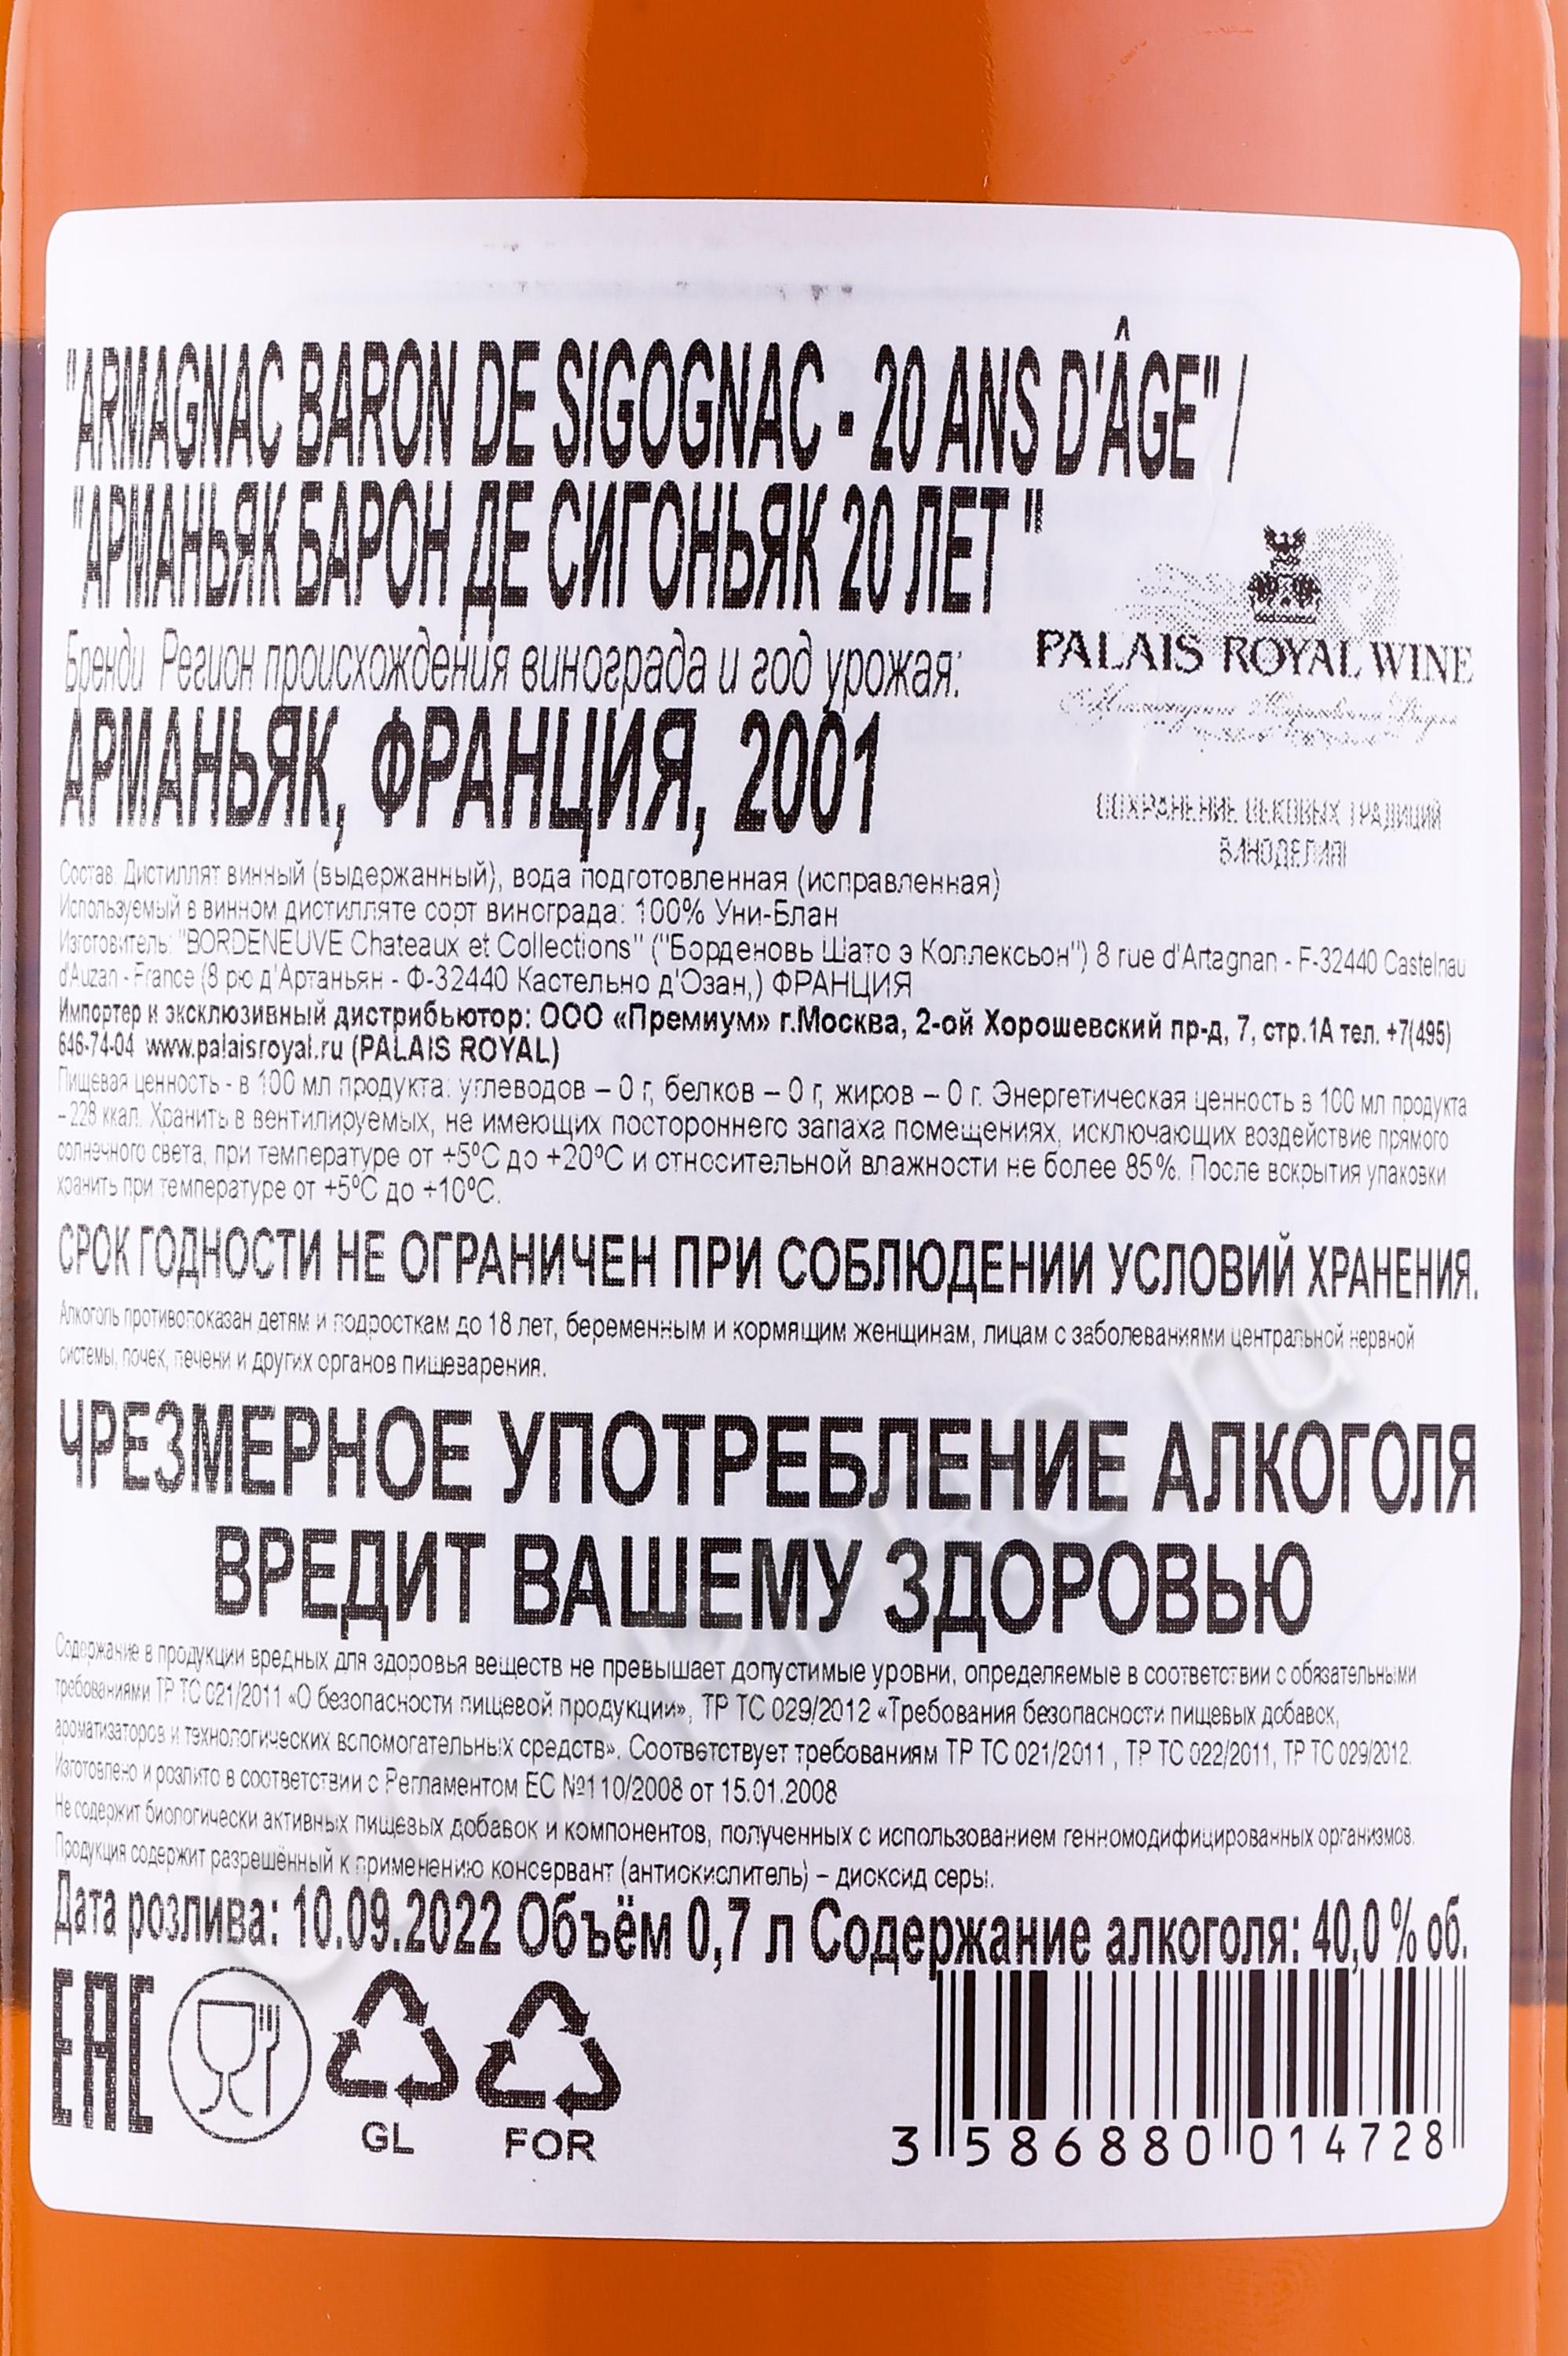 "ARMAGNAC BARON DE SIGOGNAC - 20 ANS D'ÂGE" /
"АРМАНЬЯК БАРОН ДЕ СИГОНЬЯК 20 ЛЕТ "
Бренди Регион происхождения винограда и год урожая:
АРМАНЬЯК, ФРАНЦИЯ, 2001
PALAIS ROYAL WINE
СОХРАНЕНИЕ ВЕКОВЫХ ТРАДИЦИЙ
ВИНОДЕЛИЯ
Состав: Дистиллят винный (выдержанный), вода подготовленная (исправленная)
Используемый в винном дистилляте сорт винограда: 100% Уни-Блан
Изготовитель: "BORDENEUVE Chateaux et Collections" ("Борденовь Шато э Коллексьон") 8 rue d'Artagnan - F-32440 Castelnau
d'Auzan - France (8 рю д'Артаньян - Ф-32440 Кастельно д'Озан,) ФРАНЦИЯ
Импортер и эксклюзивный дистрибьютор: ООО «Премиум» г.Москва, 2-ой Хорошевский пр-д, 7, стр.1А тел. +7(495)
646-74-04 www.palaisroyal.ru (PALAIS ROYAL)
Пищевая ценность - в 100 мл продукта: углеводов – 0 г, белков – 0 г, жиров – 0 г. Энергетическая ценность в 100 мл продукта
– 228 ккал. Хранить в вентилируемых, не имеющих постороннего запаха помещениях, исключающих воздействие прямого
солнечного света, при температуре от +5ºС до +20ºС и относительной влажности не более 85%. После вскрытия упаковки
хранить при температуре от +5ºС до +10ºС.
СРОК ГОДНОСТИ НЕ ОГРАНИЧЕН ПРИ СОБЛЮДЕНИИ УСЛОВИЙ ХРАНЕНИЯ.
Алкоголь противопоказан детям и подросткам до 18 лет, беременным и кормящим женщинам, лицам с заболеваниями центральной нервной
системы, почек, печени и других органов пищеварения.
ЧРЕЗМЕРНОЕ УПОТРЕБЛЕНИЕ АЛКОГОЛЯ
ВРЕДИТ ВАШЕМУ ЗДОРОВЬЮ
Содержание в продукции вредных для здоровья веществ не превышает допустимые уровни, определяемые в соответствии с обязательными
требованиями ТР ТС 021/2011 «О безопасности пищевой продукции», ТР ТС 029/2012 «Требования безопасности пищевых добавок,
ароматизаторов и технологических вспомогательных средств». Соответствует требованиям ТР ТС 021/2011 , ТР ТС 022/2011, ТР ТС 029/2012.
Изготовлено и розлито в соответствии с Регламентом ЕС №110/2008 от 15.01.2008
Не содержит биологически активных пищевых добавок и компонентов, полученных с использованием генномодифицированных организмов.
Продукция содержит разрешённый к применению консервант (антиокислитель) – диоксид серы.
Дата розлива: 10.09.2022 Объём 0,7 л Содержание алкоголя: 40,0 % об.
EAC
GL
FOR
3 586880 014728